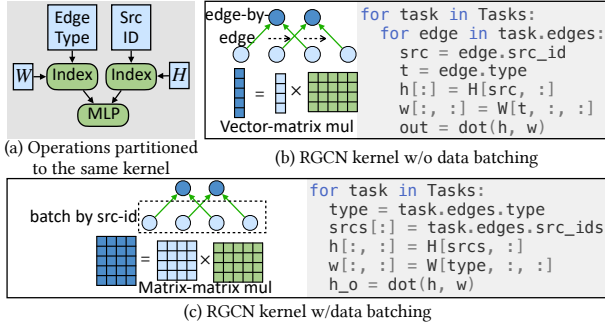 Edge
Type
Src
ID
W
Index
Index
H
MLP
(a) Operations partitioned
to the same kernel
edge-by-
edge
=
×
Vector-matrix mul
for task in Tasks:
for edge in task.edges:
src = edge.src_id
t = edge.type
h[:] = H[src, :]
w[:, :] = W[t, :, :]
out = dot(h, w)
(b) RGCN kernel w/o data batching
batch by src-id
=
×
Matrix-matrix mul
for task in Tasks:
type = task.edges.type
srcs[:] = task.edges.src_ids
h[:, :] = H[srcs, :]
w[:, :] = W[type, :, :]
h_o = dot(h, w)
(c) RGCN kernel w/data batching